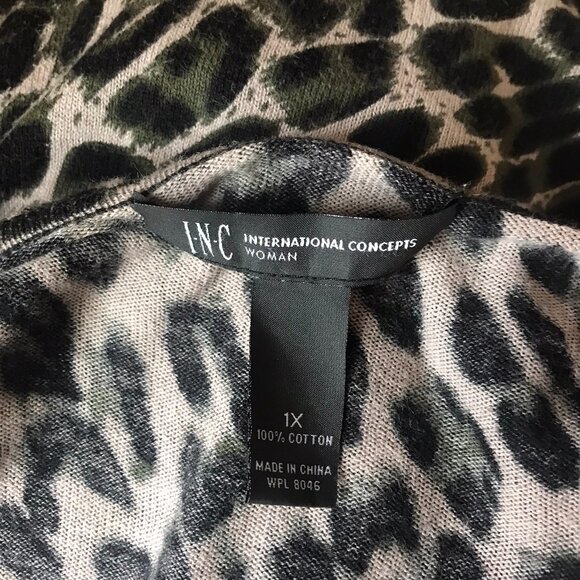 I·N·C INTERNATIONAL CONCEPTS
WOMAN
1X
100% COTTON
MADE IN CHINA
WPL 8046